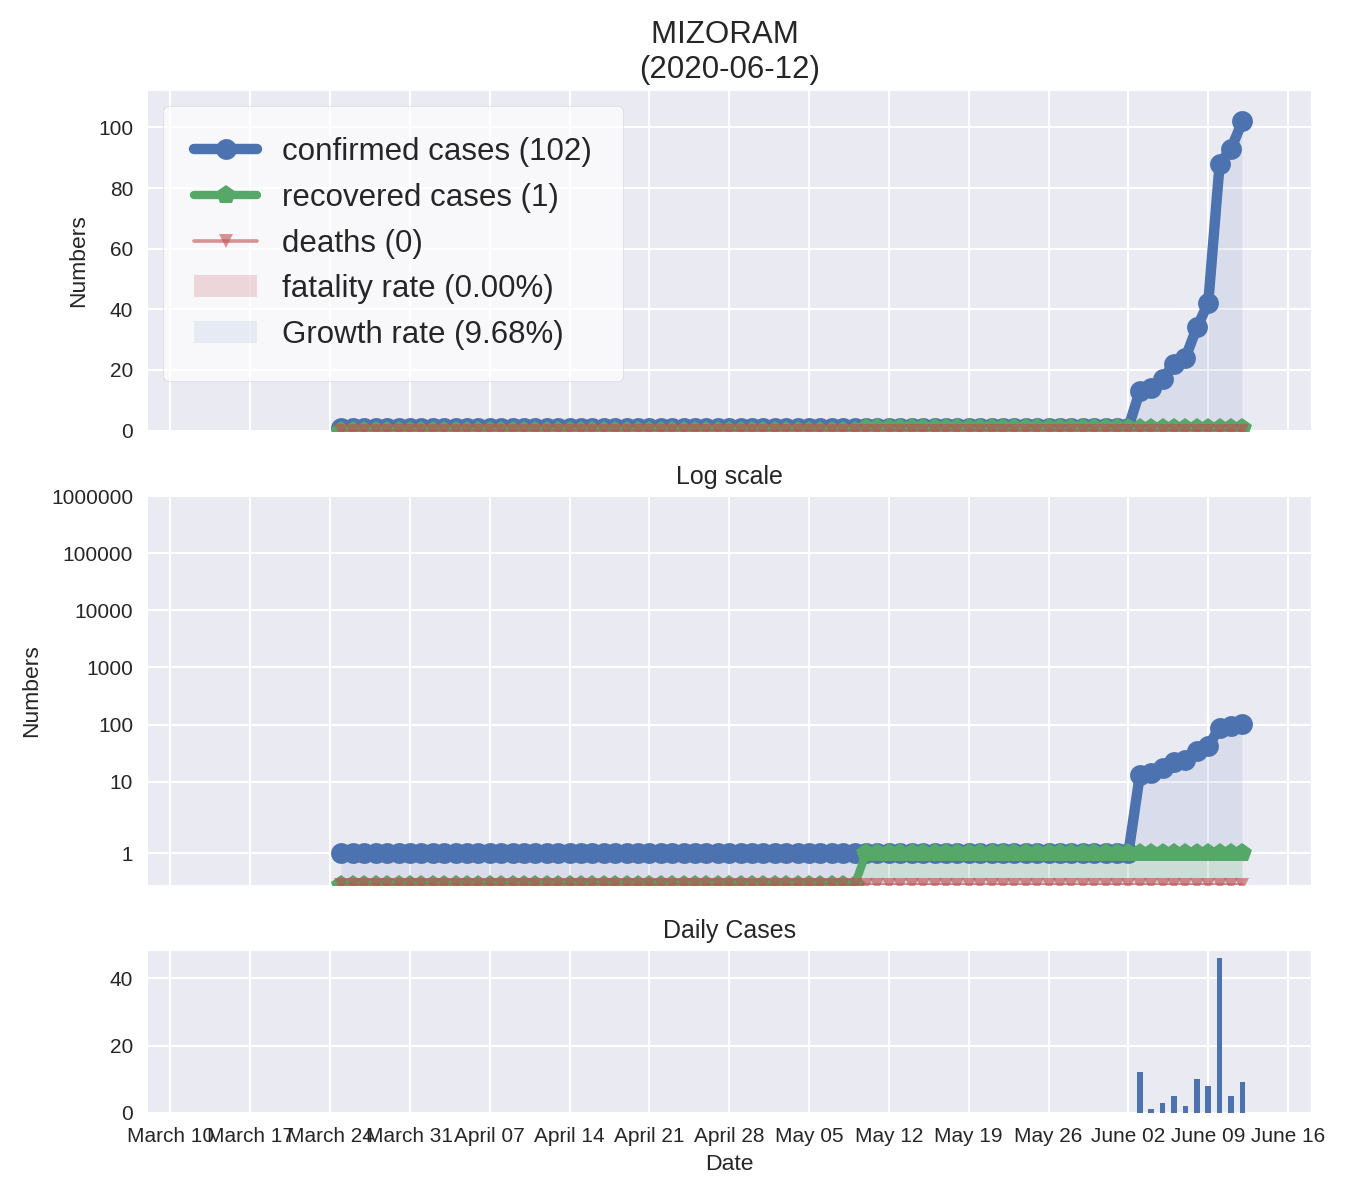 MIZORAM
(2020-06-12)
100
80
60
40
20
0
Numbers
confirmed cases (102)
recovered cases (1)
deaths (0)
fatality rate (0.00%)
Growth rate (9.68%)
Log scale
1000000
100000
10000
1000
100
10
1
Numbers
Daily Cases
40
20
0
March 10 March 17 March 24 March 31 April 07 April 14 April 21 April 28 May 05 May 12 May 19 May 26 June 02 June 09 June 16
Date